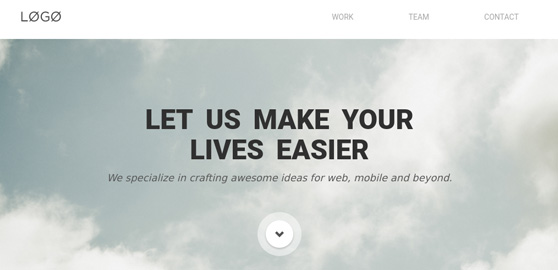 LØGØ
WORK TEAM CONTACT
LET US MAKE YOUR
LIVES EASIER
We specialize in crafting awesome ideas for web, mobile and beyond.